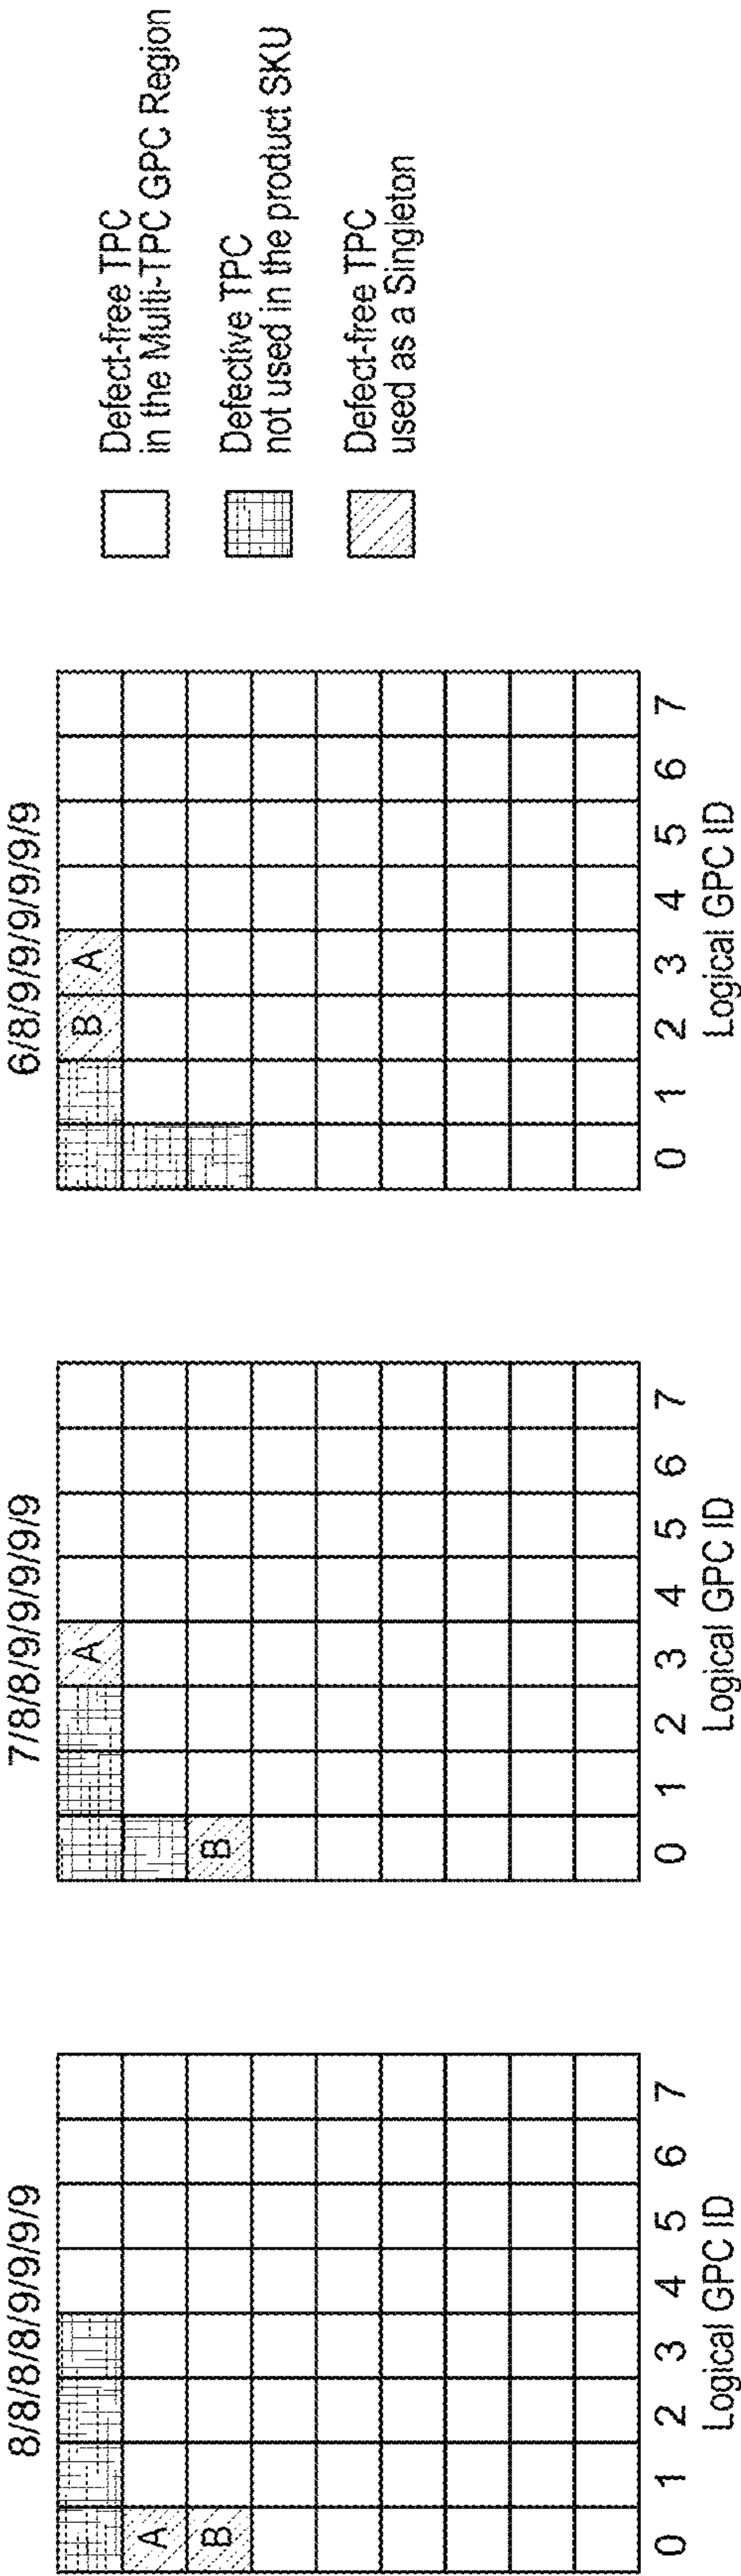 8/8/8/8/9/9/9/9
A
B
0 1 2 3 4 5 6 7
Logical GPC ID
7/8/8/9/9/9/9/9
A
B
0 1 2 3 4 5 6 7
Logical GPC ID
6/8/9/9/9/9/9/9
B A
0 1 2 3 4 5 6 7
Logical GPC ID
Defect-free TPC
in the Multi-TPC GPC Region
Defective TPC
not used in the product SKU
Defect-free TPC
used as a Singleton